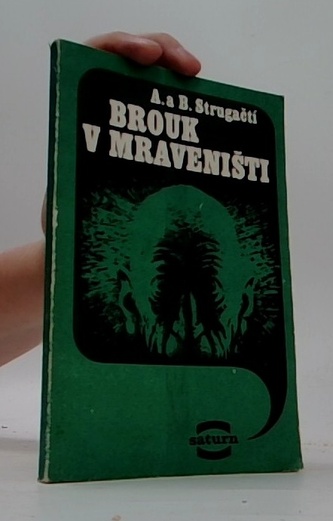 A. a B. Strugačtí
BROUK
V MRAVENIŠTI
saturn